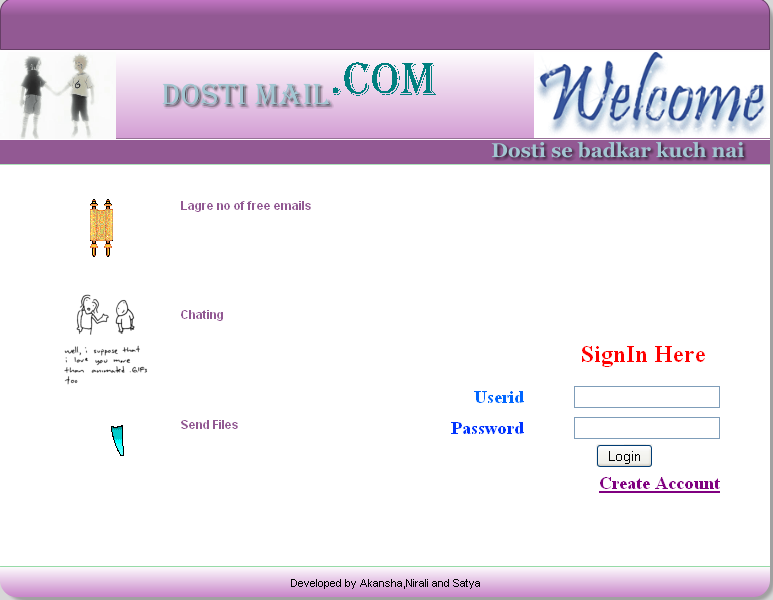 DOSTI MAIL.COM
Welcome
Dosti se badkar kuch nai
Lagre no of free emails
Chating
well, i suppose that
i love you more
than animated .GIFs
too.
Send Files
SignIn Here
Userid
Password
Login
Create Account
Developed by Akansha,Nirali and Satya
6